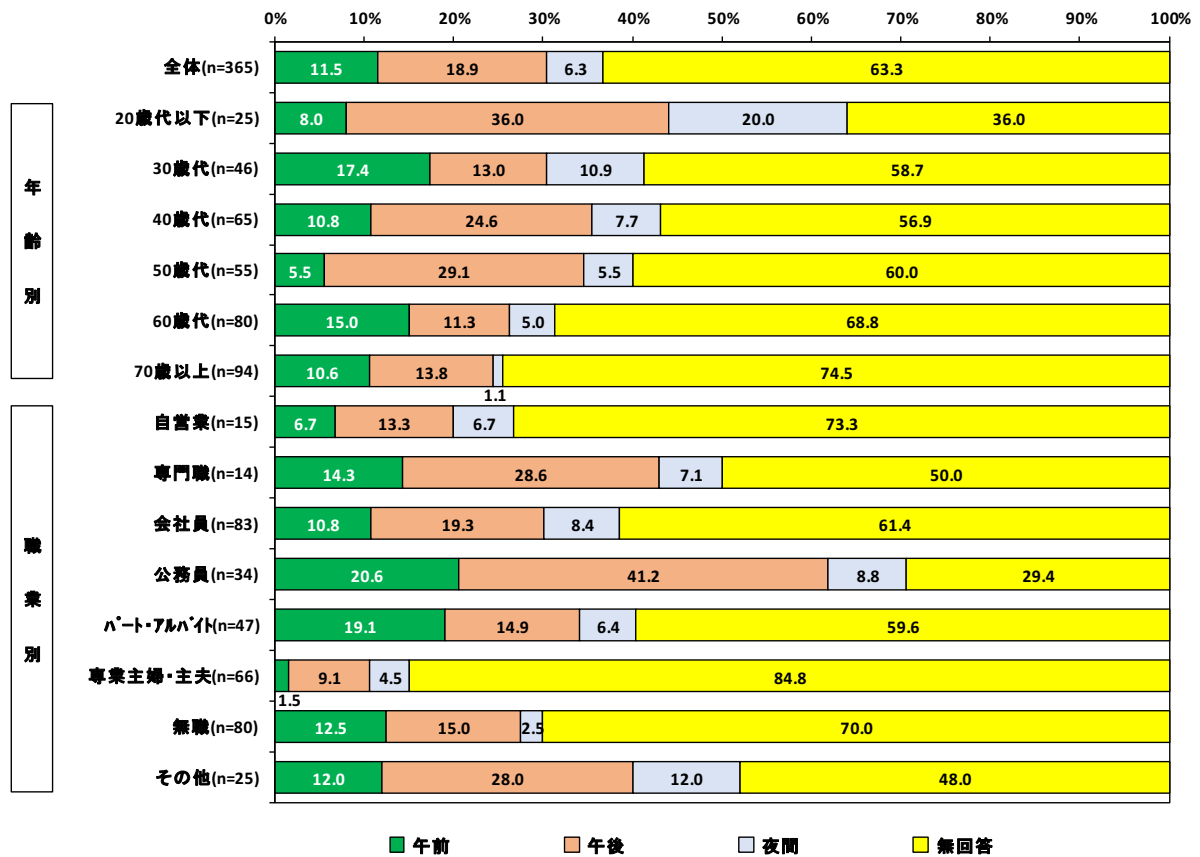 0% 10% 20% 30% 40% 50% 60% 70% 80% 90% 100%
全体(n=365) 11.5 18.9 6.3 63.3
年齢別
20歳代以下(n=25) 8.0 36.0 20.0 36.0
30歳代(n=46) 17.4 13.0 10.9 58.7
40歳代(n=65) 10.8 24.6 7.7 56.9
50歳代(n=55) 5.5 29.1 5.5 60.0
60歳代(n=80) 15.0 11.3 5.0 68.8
70歳以上(n=94) 10.6 13.8 1.1 74.5
職業別
自営業(n=15) 6.7 13.3 6.7 73.3
専門職(n=14) 14.3 28.6 7.1 50.0
会社員(n=83) 10.8 19.3 8.4 61.4
公務員(n=34) 20.6 41.2 8.8 29.4
ﾊﾟｰﾄ・ｱﾙﾊﾞｲﾄ(n=47) 19.1 14.9 6.4 59.6
専業主婦・主夫(n=66) 1.5 9.1 4.5 84.8
無職(n=80) 12.5 15.0 2.5 70.0
その他(n=25) 12.0 28.0 12.0 48.0
午前 午後 夜間 無回答